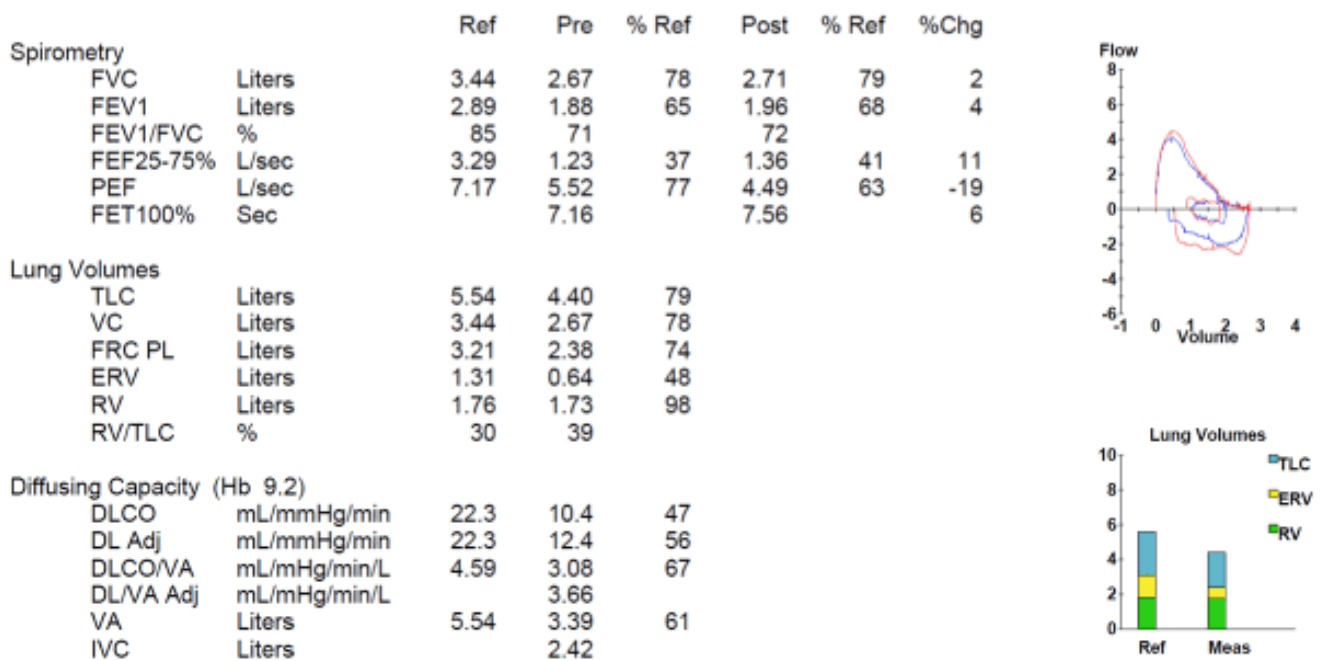 Ref Pre % Ref Post % Ref %Chg
Spirometry
FVC Liters 3.44 2.67 78 2.71 79 2
FEV1 Liters 2.89 1.88 65 1.96 68 4
FEV1/FVC % 85 71 72
FEF25-75% L/sec 3.29 1.23 37 1.36 41 11
PEF L/sec 7.17 5.52 77 4.49 63 -19
FET100% Sec 7.16 7.56 6
Lung Volumes
TLC Liters 5.54 4.40 79
VC Liters 3.44 2.67 78
FRC PL Liters 3.21 2.38 74
ERV Liters 1.31 0.64 48
RV Liters 1.76 1.73 98
RV/TLC % 30 39
Diffusing Capacity (Hb 9.2)
DLCO mL/mmHg/min 22.3 10.4 47
DL Adj mL/mmHg/min 22.3 12.4 56
DLCO/VA mL/mHg/min/L 4.59 3.08 67
DL/VA Adj mL/mHg/min/L 3.66
VA Liters 5.54 3.39 61
IVC Liters 2.42
Flow
8
6
4
2
0
-2
-4
-6
-1 0 1 2 3 4
Volume
Lung Volumes
10
8
6
4
2
0
TLC
ERV
RV
Ref Meas